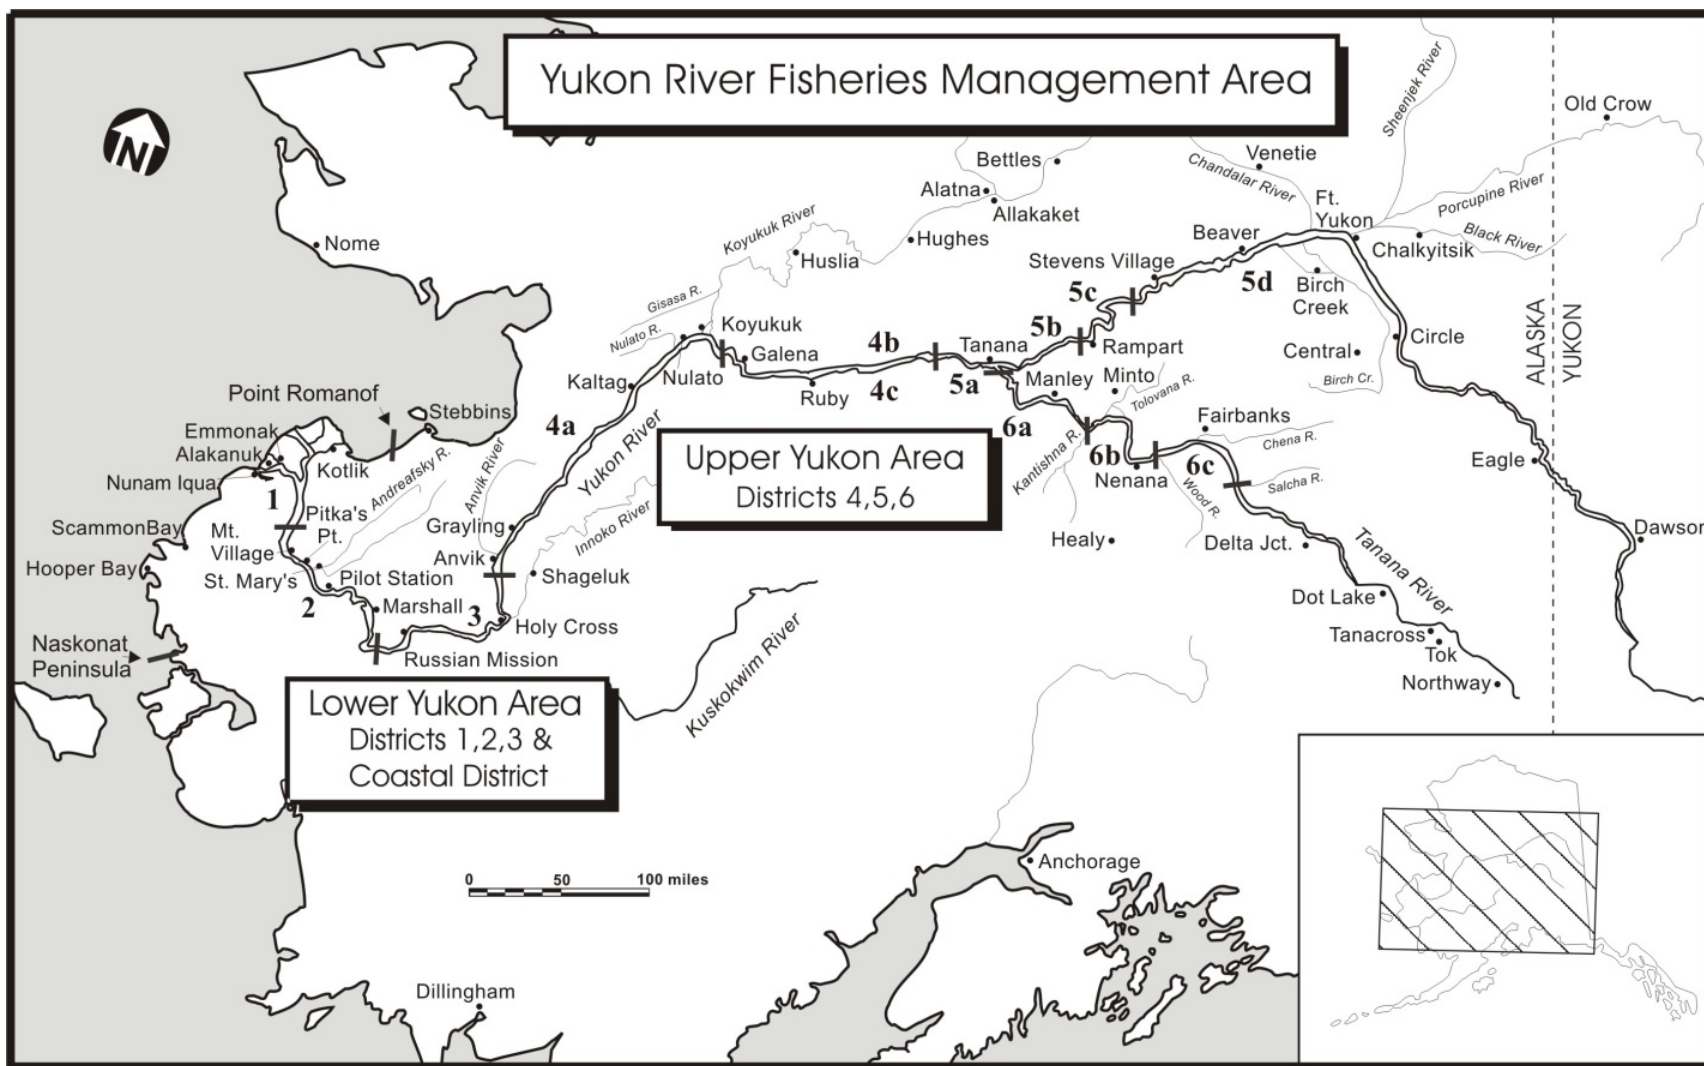 Yukon River Fisheries Management Area
N
Sheenjek River
Old Crow
Venetie
Bettles
Chandalar River
Alatna
Ft.
Yukon
Porcupine River
Allakaket
Koyukuk River
Nome
Hughes
Beaver
Chalkyitsik
Black River
Huslia
Stevens Village
5d
Birch
Creek
Gisasa R.
5c
ALASKA
YUKON
Nulato R.
Koyukuk
5b
4b
Tanana
Rampart
Central
Circle
Galena
Kaltag
Nulato
Ruby
4c
5a
Manley
Minto
Birch Cr.
Tolovana R.
Point Romanof
Stebbins
4a
6a
Fairbanks
Emmonak
Alakanuk
Kotlik
Yukon River
Kantishna R.
Chena R.
Upper Yukon Area
Districts 4,5,6
6b
6c
Eagle
Nunam Iqua
Andreafsky R.
Anvik River
Nenana
Wood R.
Salcha R.
1
Pitka's
Pt.
ScammonBay
Mt.
Village
Grayling
Innoko River
Dawson
Anvik
Healy
Delta Jct.
Tanana River
Hooper Bay
St. Mary's
Pilot Station
Shageluk
2
Marshall
3
Holy Cross
Dot Lake
Naskonat
Peninsula
Russian Mission
Kuskokwim River
Tanacross
Tok
Northway
Lower Yukon Area
Districts 1,2,3 &
Coastal District
Anchorage
0 50 100 miles
Dillingham